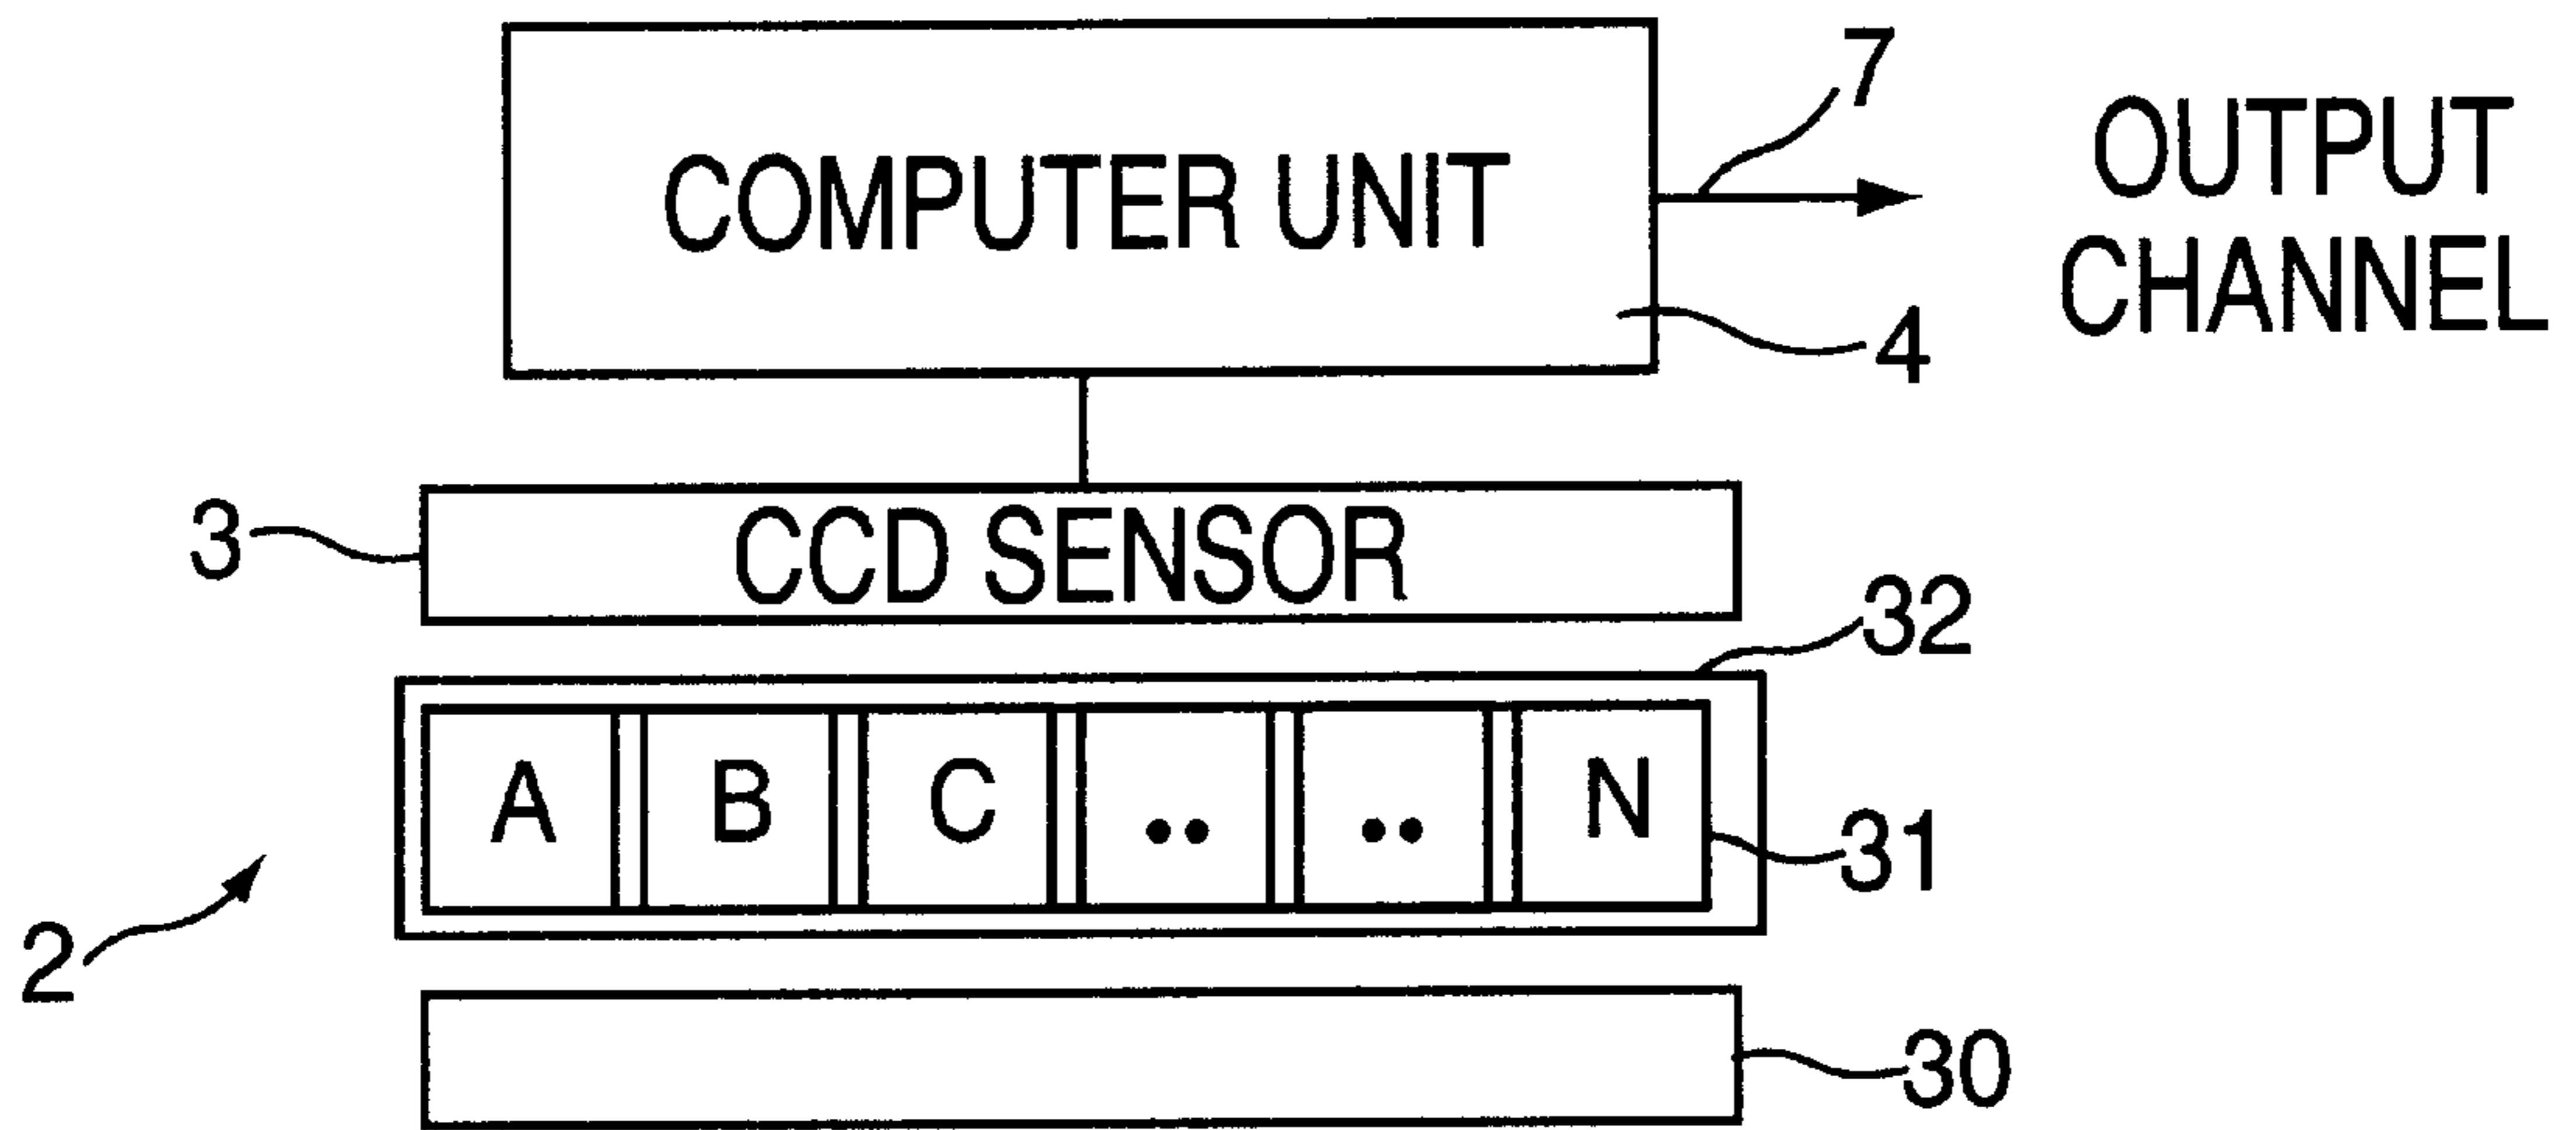 7
OUTPUT
CHANNEL
COMPUTER UNIT
4
3
CCD SENSOR
32
A B C .. .. N
31
2
30